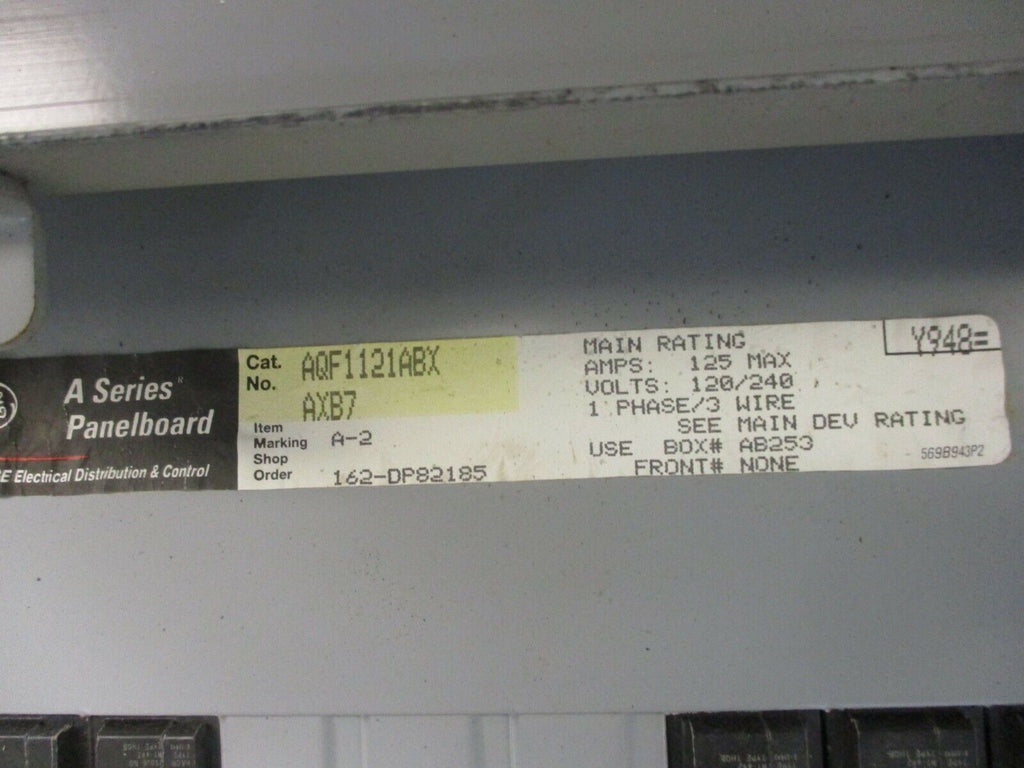 A Series
Panelboard
GE Electrical Distribution & Control
Cat. AQF1121ABX
No.
AXB7
Item
Marking A-2
Shop
Order 162-DP82185
MAIN RATING
AMPS: 125 MAX
VOLTS: 120/240
1 PHASE/3 WIRE
SEE MAIN DEV RATING
USE BOX# AB253
FRONT# NONE
Y948=
569B943P2